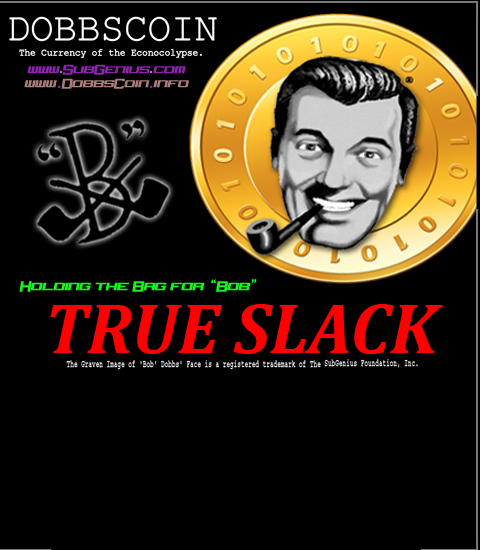 DOBBSCOIN
The Currency of the Econocolypse.
www.SubGenius.com
www.DobbsCoin.info
"B"
1010101010101010
®
Holding the Bag for "Bob"
TRUE SLACK
The Graven Image of 'Bob' Dobbs' Face is a registered trademark of The SubGenius Foundation, Inc.